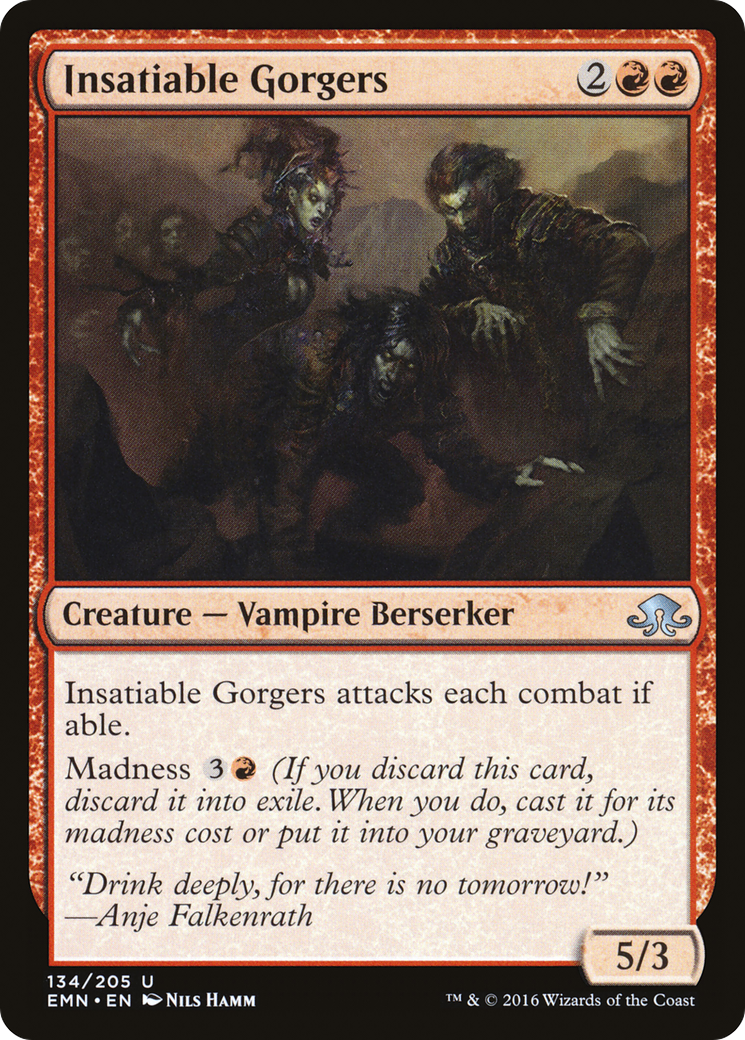 Insatiable Gorgers 2
Creature — Vampire Berserker
Insatiable Gorgers attacks each combat if
able.
Madness 3 (If you discard this card,
discard it into exile. When you do, cast it for its
madness cost or put it into your graveyard.)
“Drink deeply, for there is no tomorrow!”
—Anje Falkenrath
5/3
134/205 U
EMN • EN Nils Hamm
™ & © 2016 Wizards of the Coast